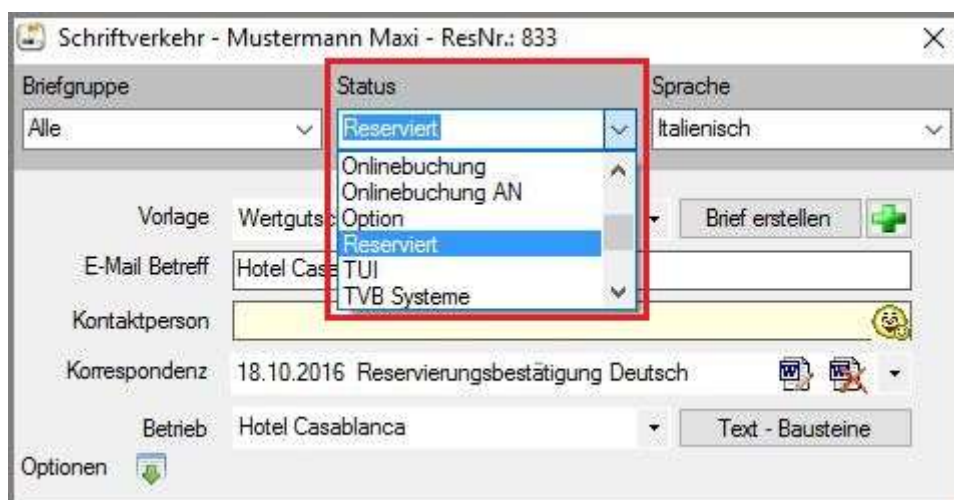 Schriftverkehr - Mustermann Maxi - ResNr.: 833
Briefgruppe Status Sprache
Alle Reserviert Italienisch
Onlinebuchung
Onlinebuchung AN
Vorlage Option Brief erstellen
Reserviert
E-Mail Betreff Hotel TUI
TVB Systeme
Kontaktperson
Korrespondenz 18.10.2016 Reservierungsbestätigung Deutsch
Betrieb Hotel Casablanca Text - Bausteine
Optionen